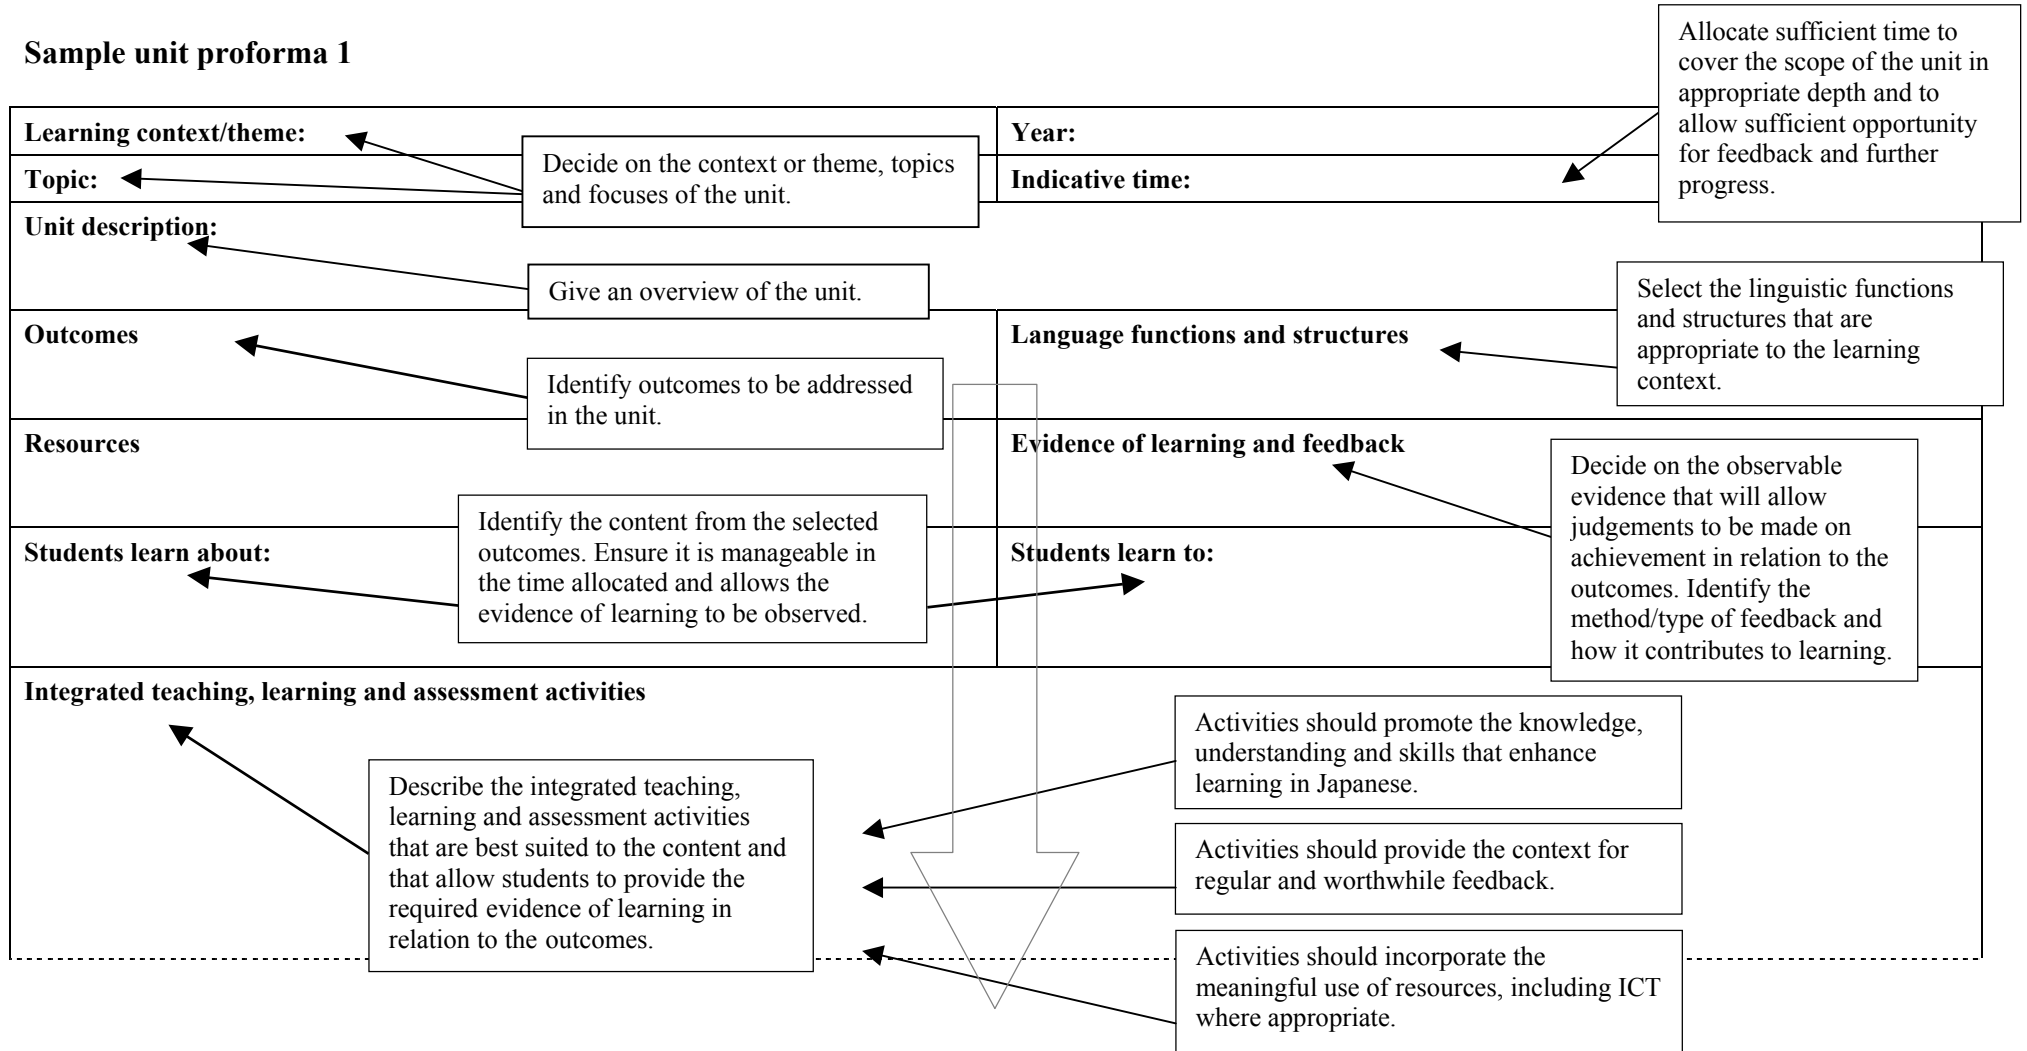 Sample unit proforma 1
Allocate sufficient time to
cover the scope of the unit in
appropriate depth and to
allow sufficient opportunity
for feedback and further
progress.
Learning context/theme:
Year:
Decide on the context or theme, topics
and focuses of the unit.
Topic:
Indicative time:
Unit description:
Give an overview of the unit.
Select the linguistic functions
and structures that are
appropriate to the learning
context.
Outcomes
Language functions and structures
Identify outcomes to be addressed
in the unit.
Resources
Evidence of learning and feedback
Decide on the observable
evidence that will allow
judgements to be made on
achievement in relation to the
outcomes. Identify the
method/type of feedback and
how it contributes to learning.
Identify the content from the selected
outcomes. Ensure it is manageable in
the time allocated and allows the
evidence of learning to be observed.
Students learn about:
Students learn to:
Integrated teaching, learning and assessment activities
Describe the integrated teaching,
learning and assessment activities
that are best suited to the content and
that allow students to provide the
required evidence of learning in
relation to the outcomes.
Activities should promote the knowledge,
understanding and skills that enhance
learning in Japanese.
Activities should provide the context for
regular and worthwhile feedback.
Activities should incorporate the
meaningful use of resources, including ICT
where appropriate.